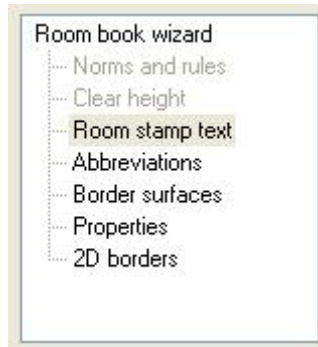 Room book wizard
Norms and rules
Clear height
Room stamp text
Abbreviations
Border surfaces
Properties
2D borders